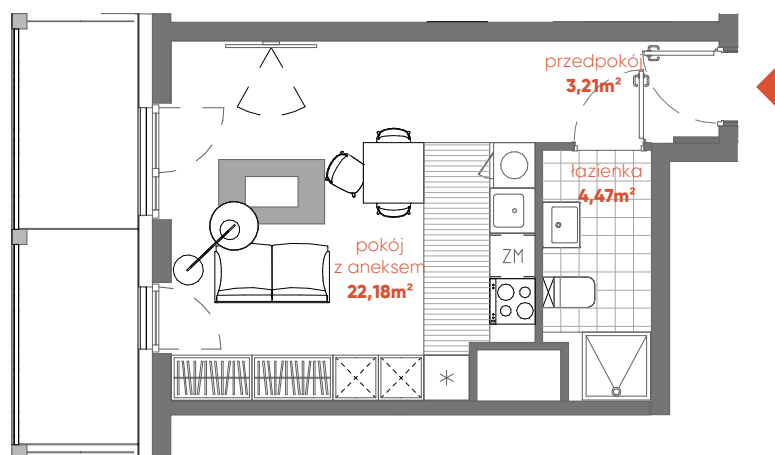 przedpokój
3,21m²
łazienka
4,47m²
pokój
z aneksem
22,18m²
ZM